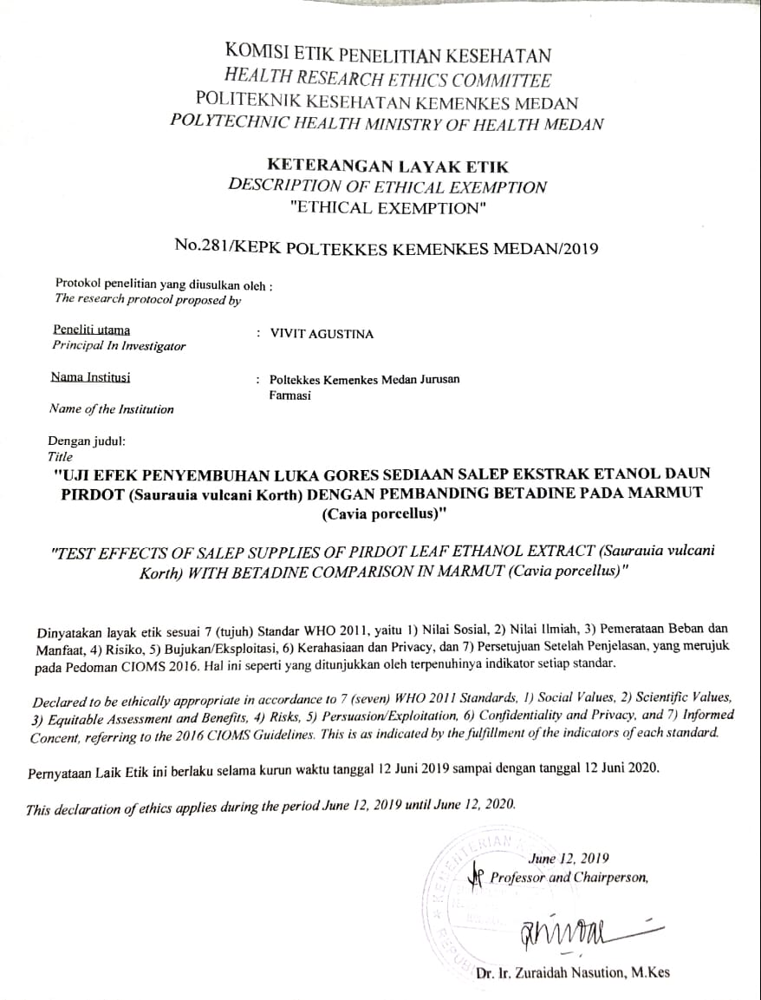 KOMISI ETIK PENELITIAN KESEHATAN
HEALTH RESEARCH ETHICS COMMITTEE
POLITEKNIK KESEHATAN KEMENKES MEDAN
POLYTECHNIC HEALTH MINISTRY OF HEALTH MEDAN
KETERANGAN LAYAK ETIK
DESCRIPTION OF ETHICAL EXEMPTION
"ETHICAL EXEMPTION"
No.281/KEPK POLTEKKES KEMENKES MEDAN/2019
Protokol penelitian yang diusulkan oleh :
The research protocol proposed by
Peneliti utama : VIVIT AGUSTINA
Principal In Investigator
Nama Institusi : Poltekkes Kemenkes Medan Jurusan
Farmasi
Name of the Institution
Dengan judul:
Title
"UJI EFEK PENYEMBUHAN LUKA GORES SEDIAAN SALEP EKSTRAK ETANOL DAUN
PIRDOT (Saurauia vulcani Korth) DENGAN PEMBANDING BETADINE PADA MARMUT
(Cavia porcellus)"
"TEST EFFECTS OF SALEP SUPPLIES OF PIRDOT LEAF ETHANOL EXTRACT (Saurauia vulcani
Korth) WITH BETADINE COMPARISON IN MARMUT (Cavia porcellus)"
Dinyatakan layak etik sesuai 7 (tujuh) Standar WHO 2011, yaitu 1) Nilai Sosial, 2) Nilai Ilmiah, 3) Pemerataan Beban dan
Manfaat, 4) Risiko, 5) Bujukan/Eksploitasi, 6) Kerahasiaan dan Privacy, dan 7) Persetujuan Setelah Penjelasan, yang merujuk
pada Pedoman CIOMS 2016. Hal ini seperti yang ditunjukkan oleh terpenuhinya indikator setiap standar.
Declared to be ethically appropriate in accordance to 7 (seven) WHO 2011 Standards, 1) Social Values, 2) Scientific Values,
3) Equitable Assessment and Benefits, 4) Risks, 5) Persuasion/Exploitation, 6) Confidentiality and Privacy, and 7) Informed
Concent, referring to the 2016 CIOMS Guidelines. This is as indicated by the fulfillment of the indicators of each standard.
Pernyataan Laik Etik ini berlaku selama kurun waktu tanggal 12 Juni 2019 sampai dengan tanggal 12 Juni 2020.
This declaration of ethics applies during the period June 12, 2019 until June 12, 2020.
KEMENTERIAN
June 12, 2019
Professor and Chairperson,
Dr. Ir. Zuraidah Nasution, M.Kes